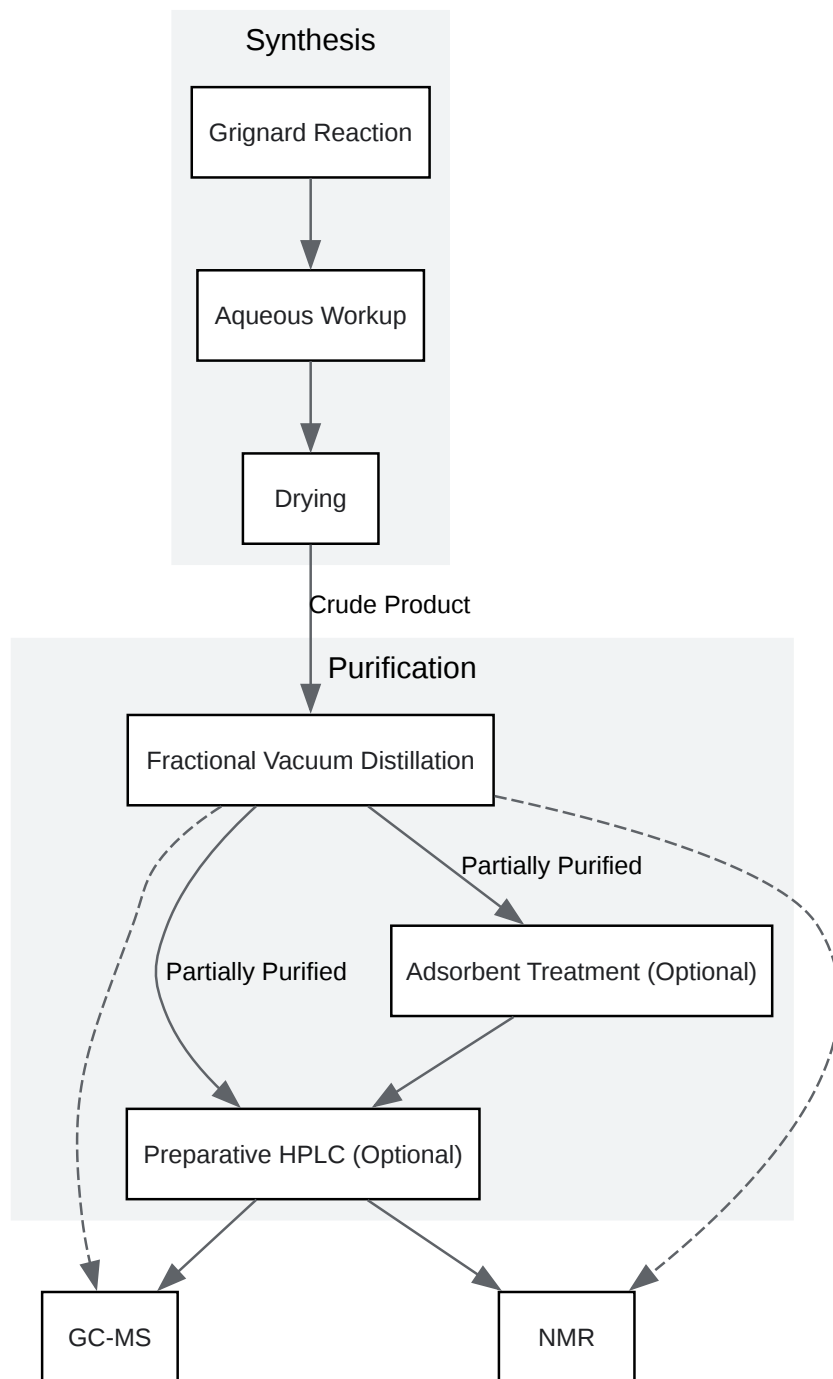 Synthesis
Grignard Reaction
Aqueous Workup
Drying
Crude Product
Purification
Fractional Vacuum Distillation
Partially Purified
Adsorbent Treatment (Optional)
Partially Purified
Preparative HPLC (Optional)
GC-MS
NMR